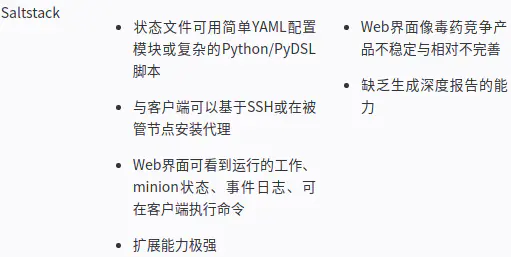 Saltstack
• 状态文件可用简单YAML配置
模块或复杂的Python/PyDSL
脚本
• 与客户端可以基于SSH或在被
管节点安装代理
• Web界面可看到运行的工作、
minion状态、事件日志、可
在客户端执行命令
• 扩展能力极强
• Web界面像毒药竞争产
品不稳定与相对不完善
• 缺乏生成深度报告的能
力